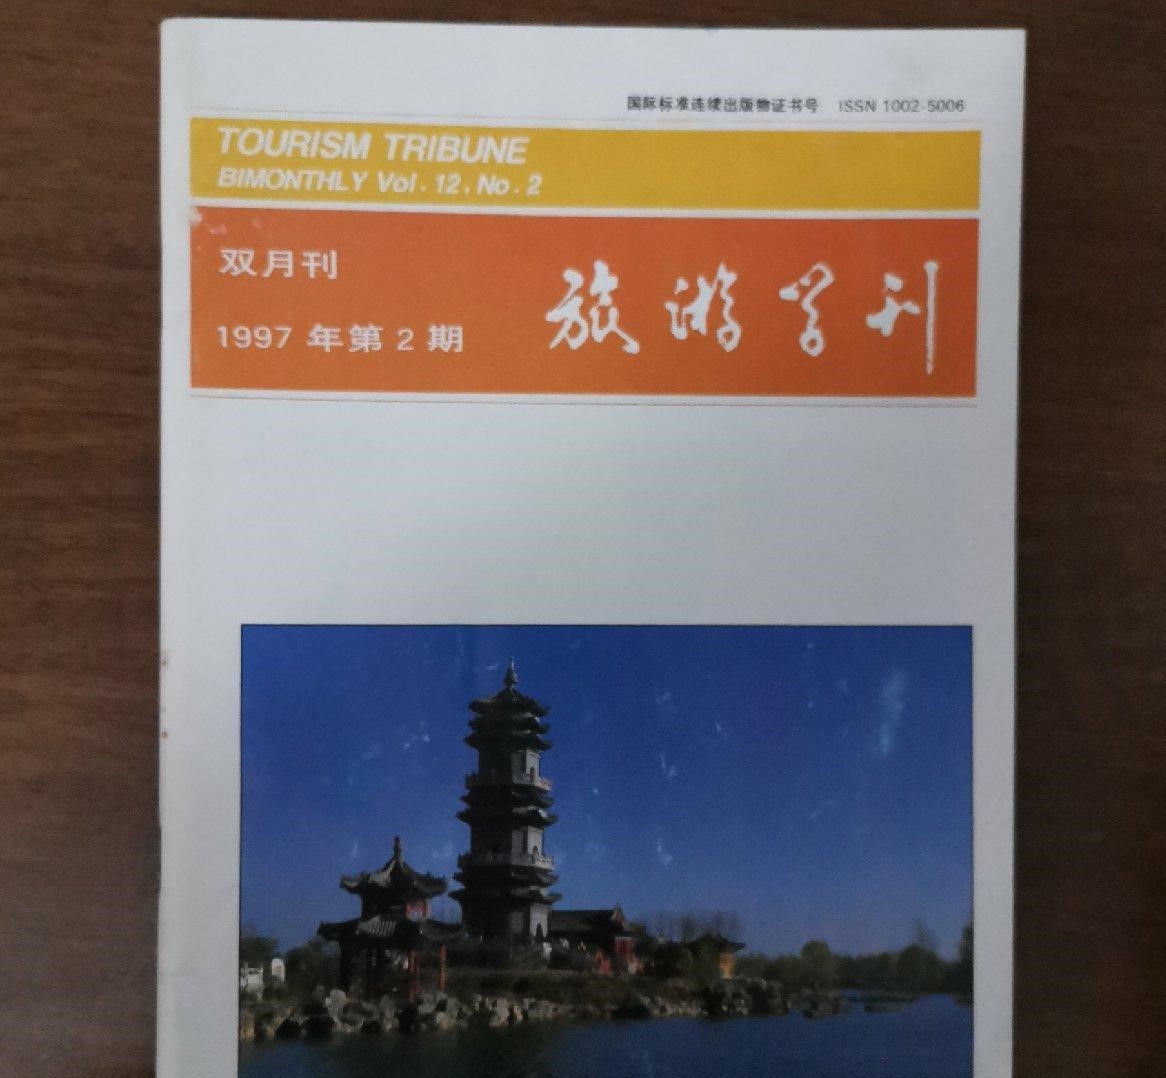 国际标准连续出版物证书号 ISSN 1002-5006
TOURISM TRIBUNE
BIMONTHLY Vol. 12, No. 2
双月刊
1997 年第 2 期
旅游学刊